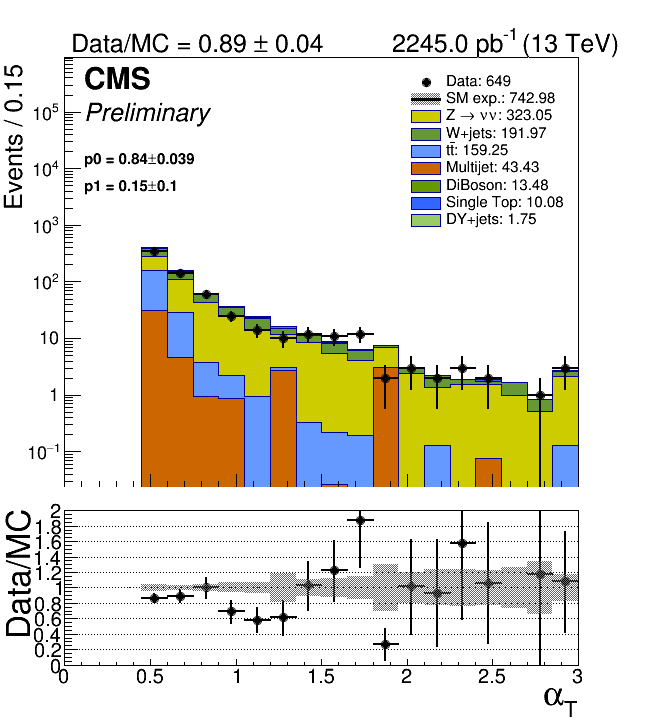 Data/MC = 0.89 ± 0.04
2245.0 pb⁻¹ (13 TeV)
CMS
Preliminary
p0 = 0.84±0.039
p1 = 0.15±0.1
Data: 649
SM exp.: 742.98
Z → νν: 323.05
W+jets: 191.97
tt̄: 159.25
Multijet: 43.43
DiBoson: 13.48
Single Top: 10.08
DY+jets: 1.75
Events / 0.15
10⁵
10⁴
10³
10²
10
1
10⁻¹
Data/MC
2
1.8
1.6
1.4
1.2
1
0.8
0.6
0.4
0.2
0
0 0.5 1 1.5 2 2.5 3
α_T